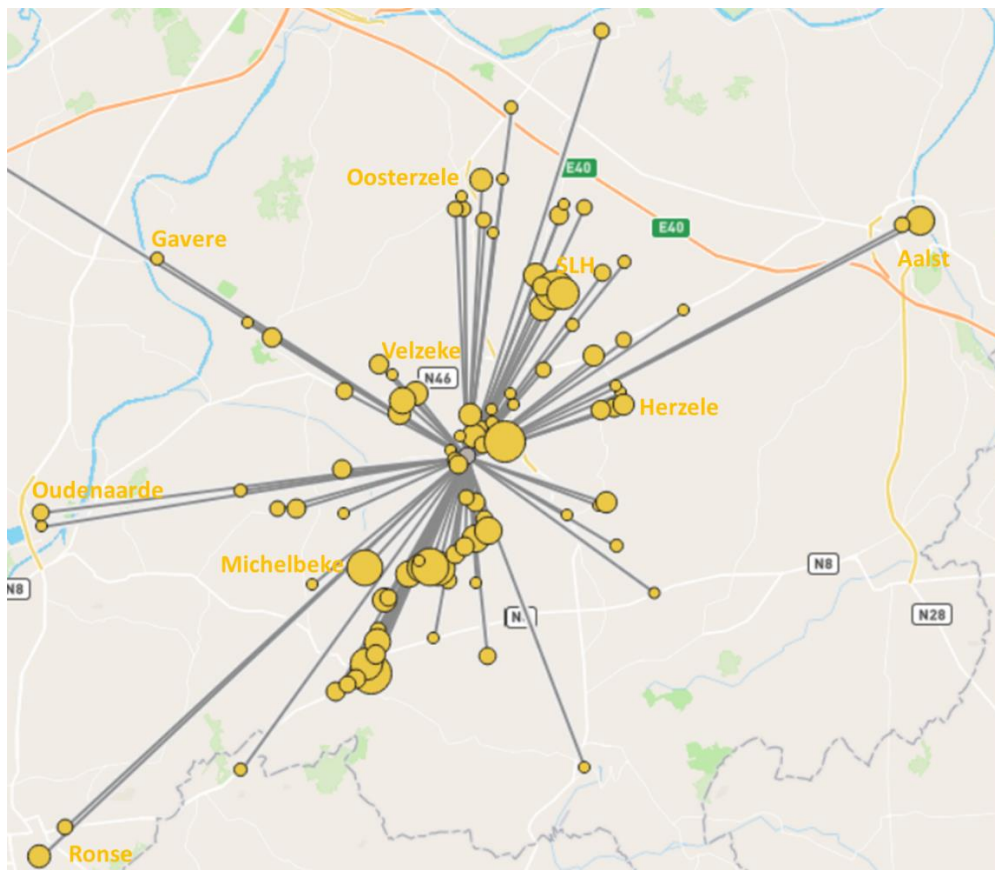 E40
Oosterzele
E40
Gavere
Aalst
SLH
Velzeke
N46
Herzele
Oudenaarde
Michelbeke
N8
N8
N28
Ronse